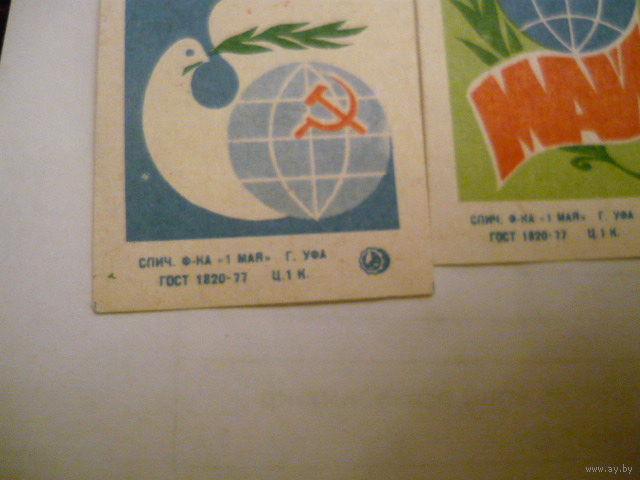 СПИЧ. Ф-КА «1 МАЯ» Г. УФА
ГОСТ 1820-77 Ц.1 К.
МАЙ
СПИЧ. Ф-КА «1 МАЯ» Г. УФА
ГОСТ 1820-77 Ц.1 К.
www.ay.by